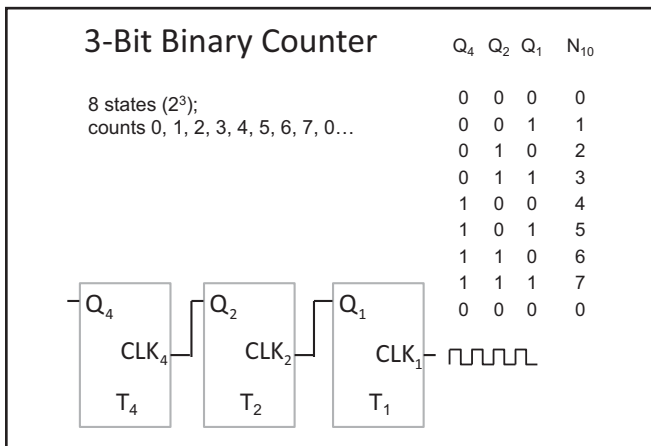 3-Bit Binary Counter
8 states (2³);
counts 0, 1, 2, 3, 4, 5, 6, 7, 0…
Q₄ Q₂ Q₁ N₁₀
0 0 0 0
0 0 1 1
0 1 0 2
0 1 1 3
1 0 0 4
1 0 1 5
1 1 0 6
1 1 1 7
0 0 0 0
Q₄ Q₂ Q₁
CLK₄ CLK₂ CLK₁
T₄ T₂ T₁